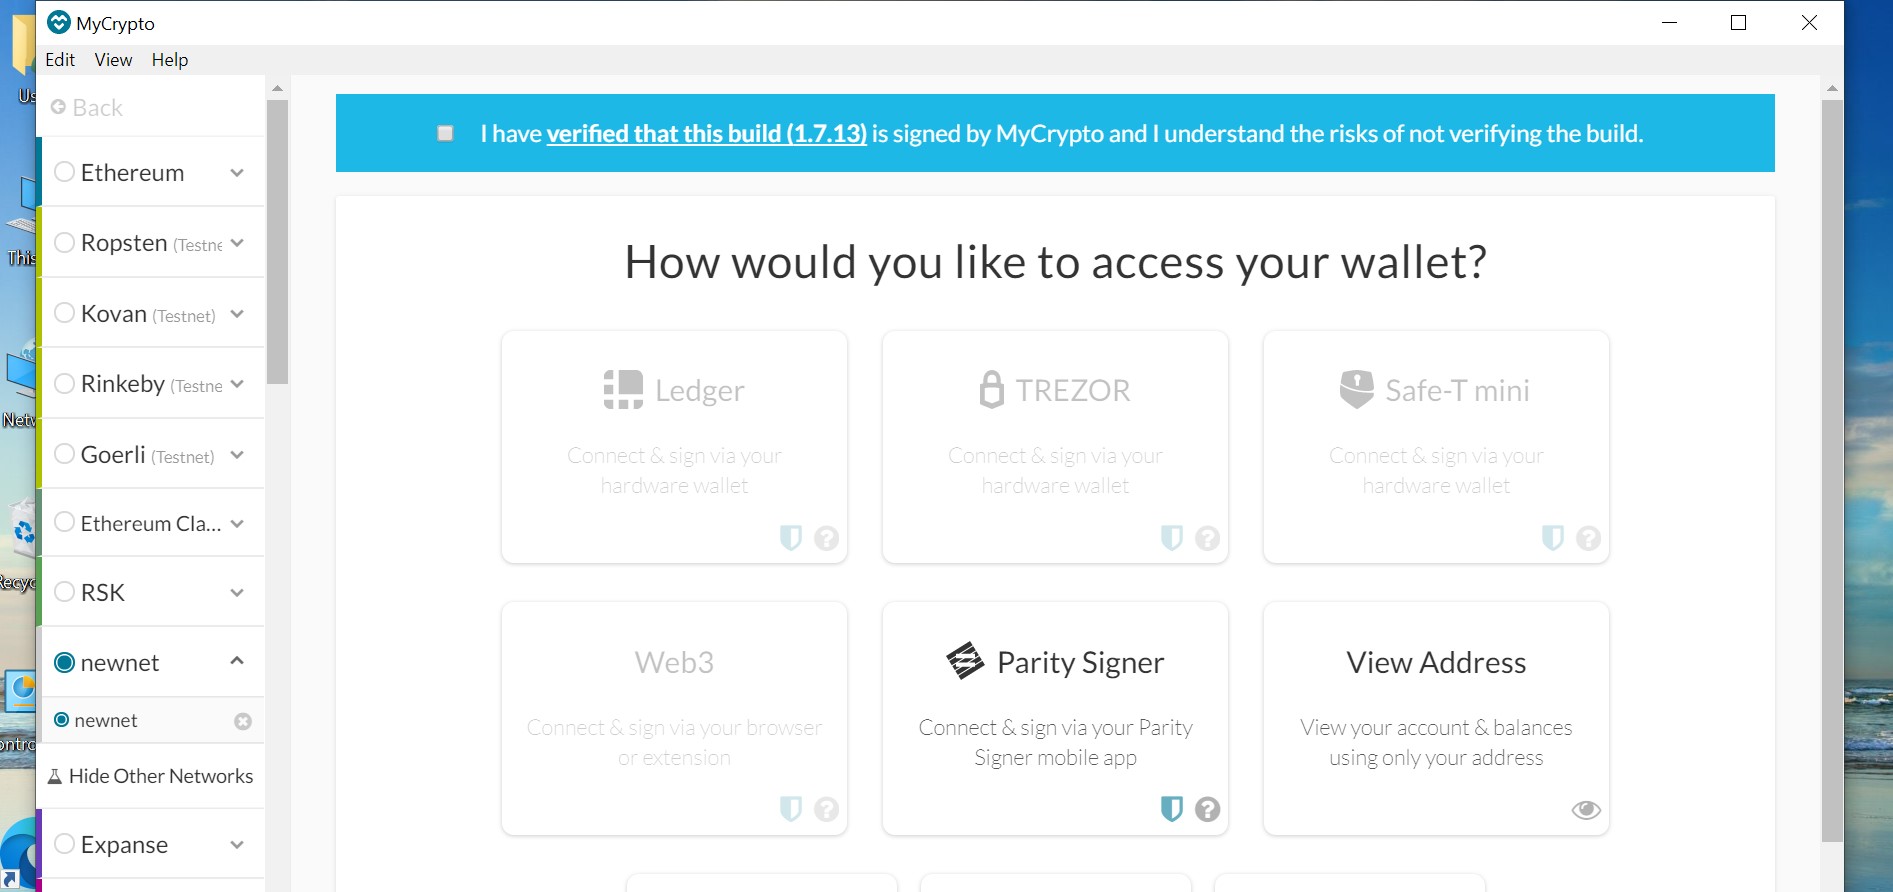 MyCrypto
Edit View Help
Back
Ethereum
Ropsten (Testne
Kovan (Testnet)
Rinkeby (Testne
Goerli (Testnet)
Ethereum Cla...
RSK
newnet
newnet
Hide Other Networks
Expanse
I have verified that this build (1.7.13) is signed by MyCrypto and I understand the risks of not verifying the build.
How would you like to access your wallet?
Ledger
Connect & sign via your
hardware wallet
TREZOR
Connect & sign via your
hardware wallet
Safe-T mini
Connect & sign via your
hardware wallet
Web3
Connect & sign via your browser
or extension
Parity Signer
Connect & sign via your Parity
Signer mobile app
View Address
View your account & balances
using only your address
Us
This
Netw
Recyc
ontro